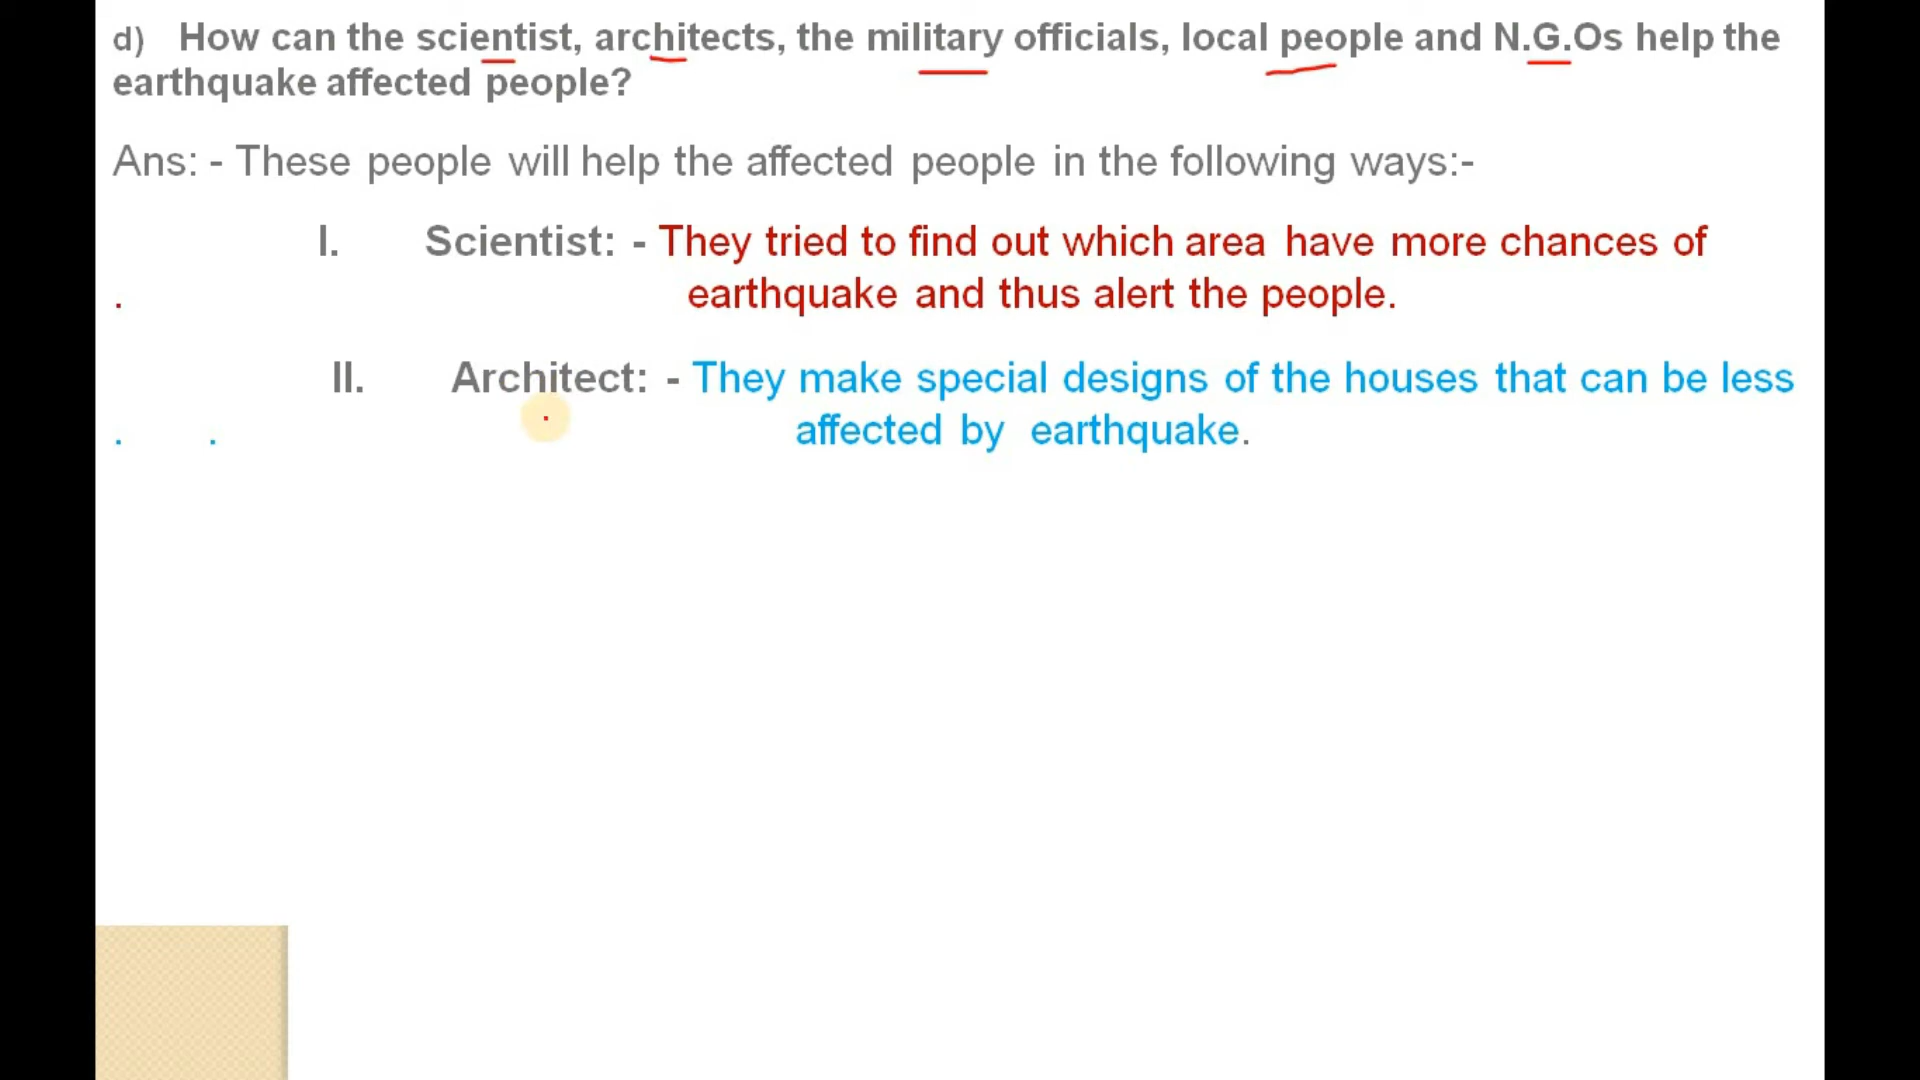 d) How can the scientist, architects, the military officials, local people and N.G.Os help the
earthquake affected people?
Ans: - These people will help the affected people in the following ways:-
I. Scientist: - They tried to find out which area have more chances of
. earthquake and thus alert the people.
II. Architect: - They make special designs of the houses that can be less
. . affected by earthquake.